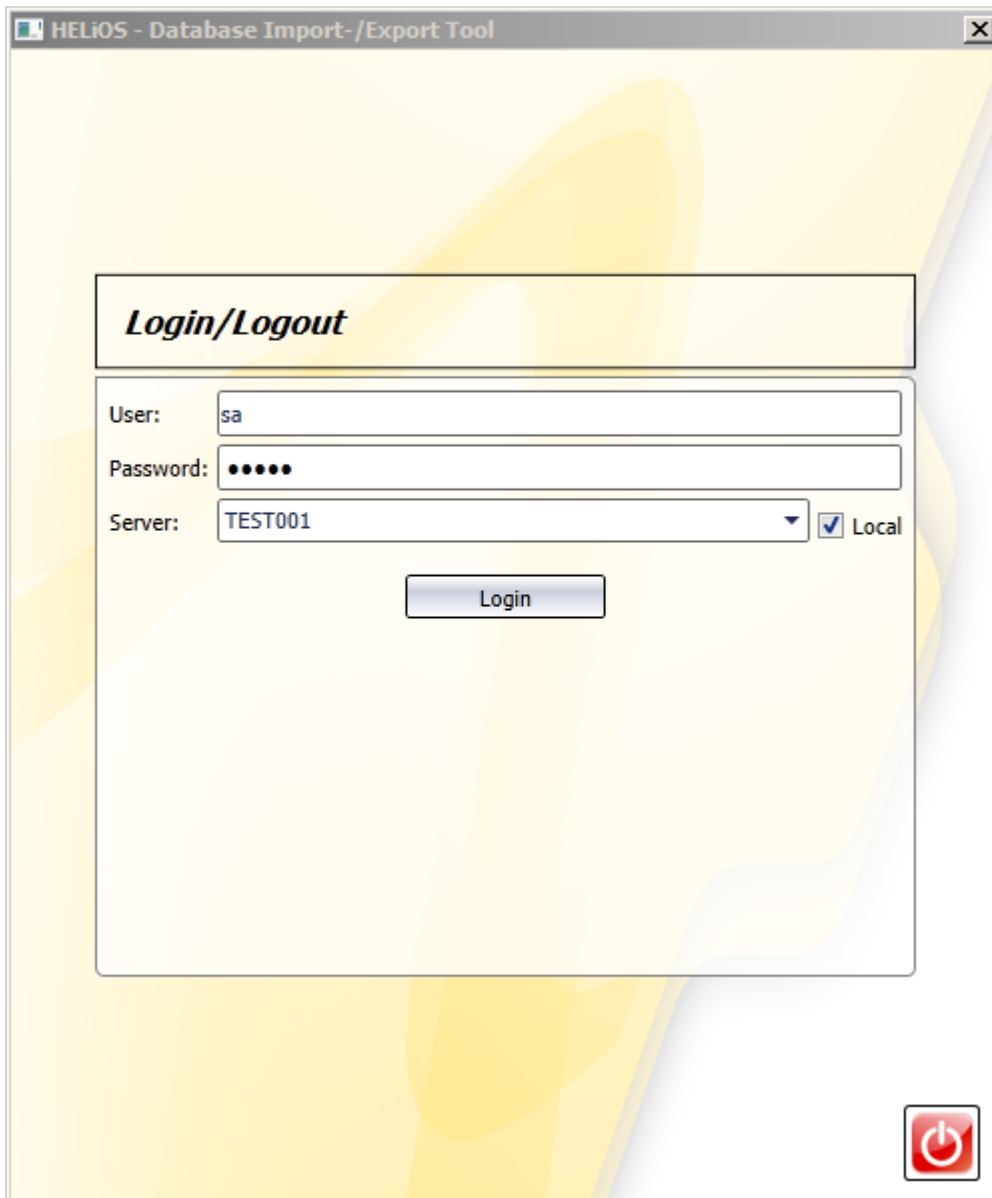 HELiOS - Database Import-/Export Tool
Login/Logout
User: sa
Password: •••••
Server: TEST001 Local
Login